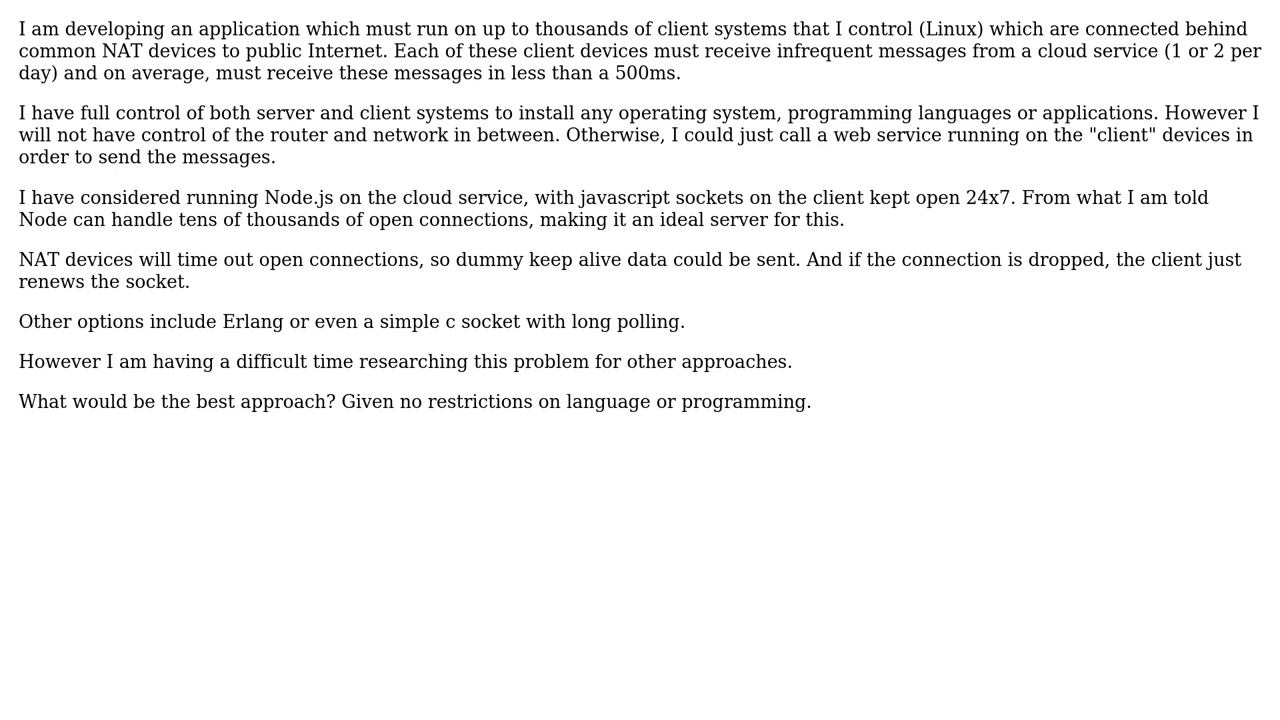 I am developing an application which must run on up to thousands of client systems that I control (Linux) which are connected behind
common NAT devices to public Internet. Each of these client devices must receive infrequent messages from a cloud service (1 or 2 per
day) and on average, must receive these messages in less than a 500ms.
I have full control of both server and client systems to install any operating system, programming languages or applications. However I
will not have control of the router and network in between. Otherwise, I could just call a web service running on the "client" devices in
order to send the messages.
I have considered running Node.js on the cloud service, with javascript sockets on the client kept open 24x7. From what I am told
Node can handle tens of thousands of open connections, making it an ideal server for this.
NAT devices will time out open connections, so dummy keep alive data could be sent. And if the connection is dropped, the client just
renews the socket.
Other options include Erlang or even a simple c socket with long polling.
However I am having a difficult time researching this problem for other approaches.
What would be the best approach? Given no restrictions on language or programming.